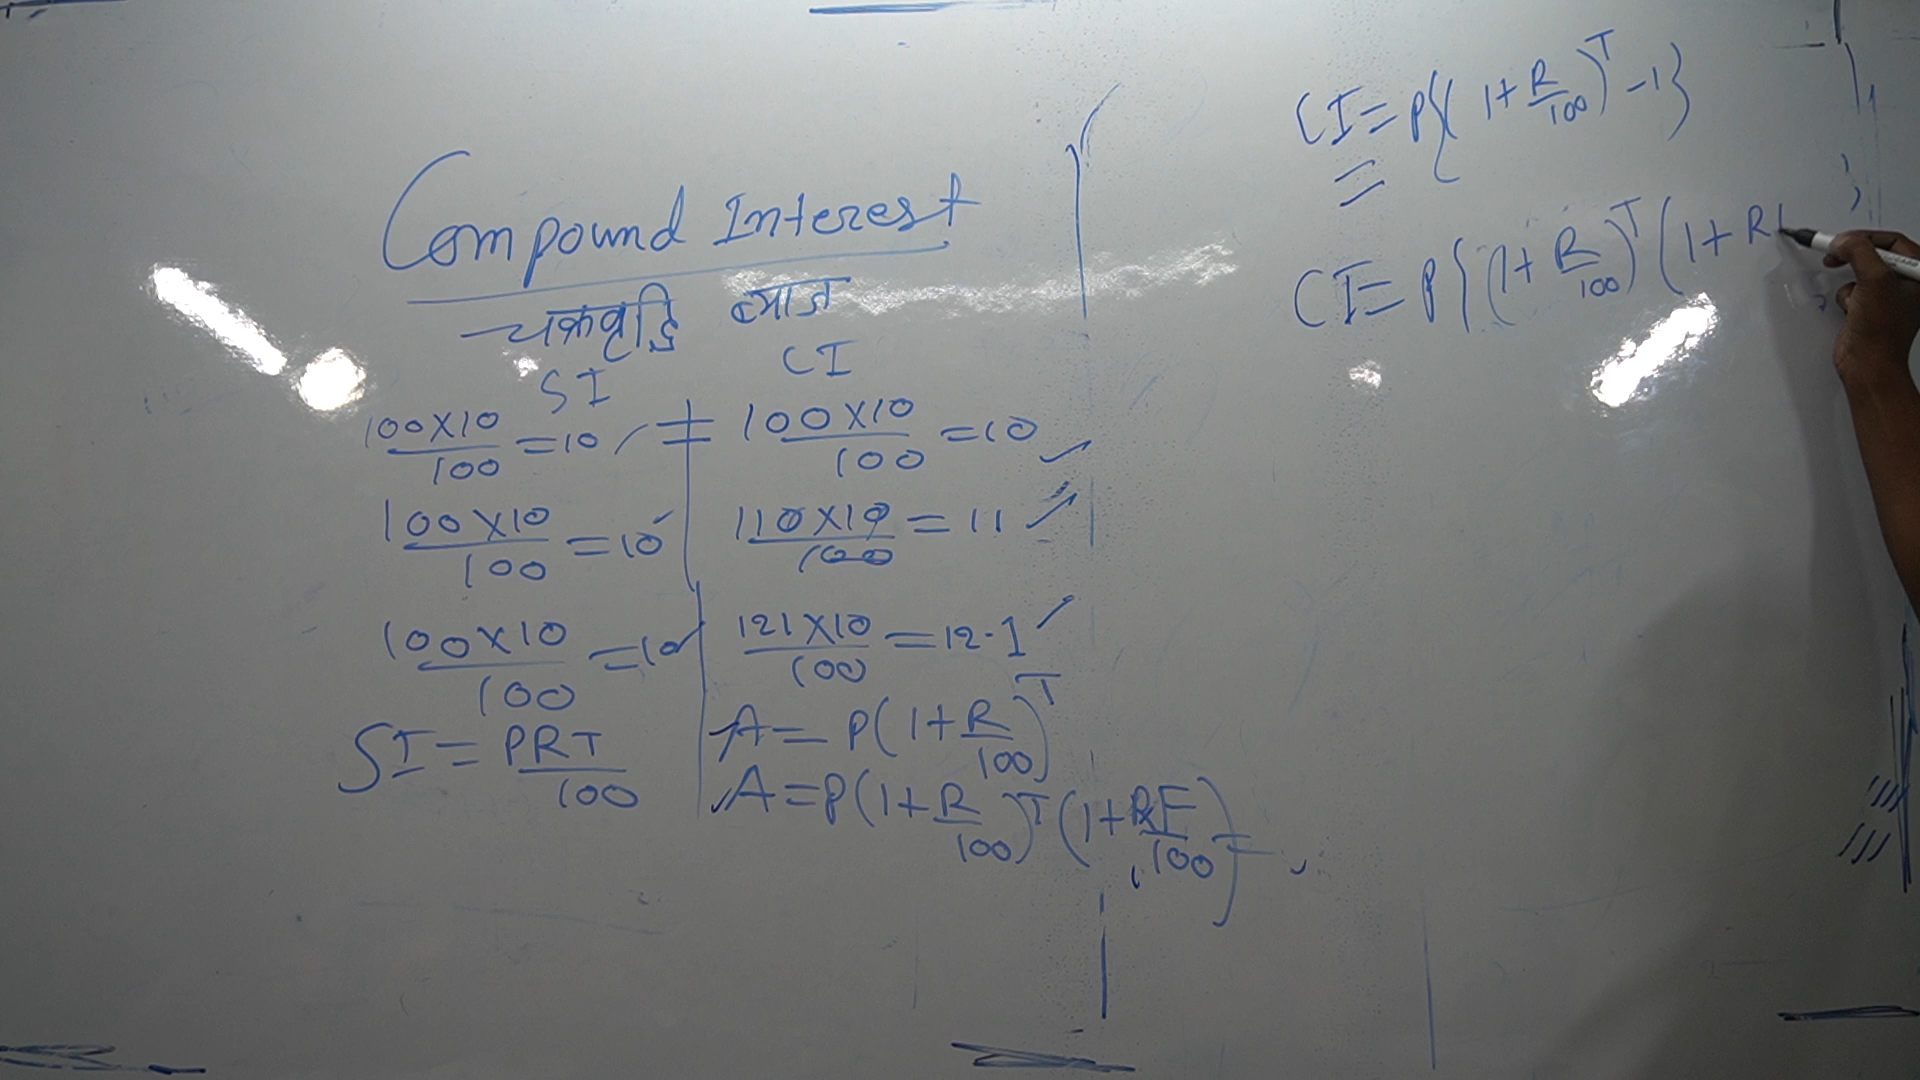 Compound Interest
चक्रवृद्धि ब्याज
SI CI
100×10/100 =10 100×10/100 =10
100×10/100 =10 110×10/100 = 11
100×10/100 =10 121×10/100 =12.1
SI = PRT/100 A= P(1+R/100)^T
A=P(1+R/100)^T(1+RF/100)
CI=P{(1+R/100)^T-1}
CI=P{(1+R/100)^T(1+R